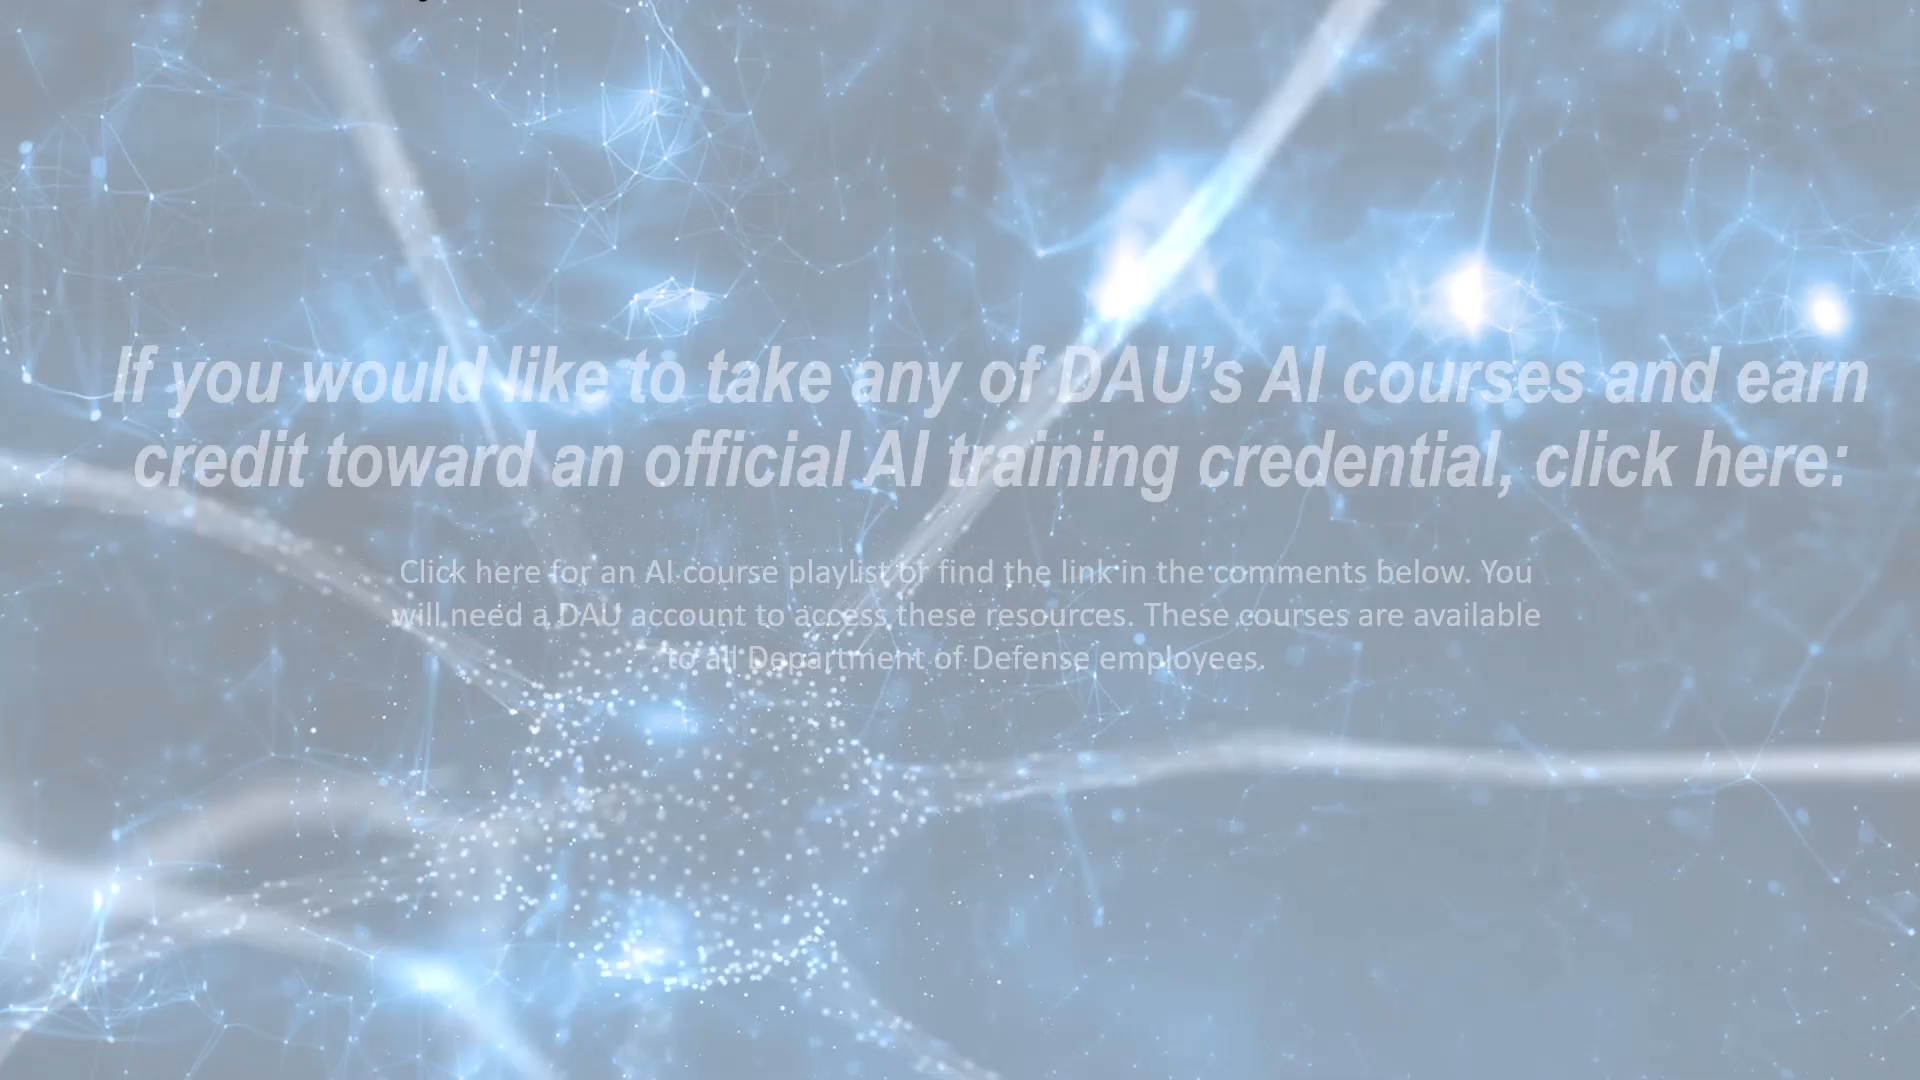 If you would like to take any of DAU’s AI courses and earn
credit toward an official AI training credential, click here:
Click here for an AI course playlist or find the link in the comments below. You
will need a DAU account to access these resources. These courses are available
to all Department of Defense employees.